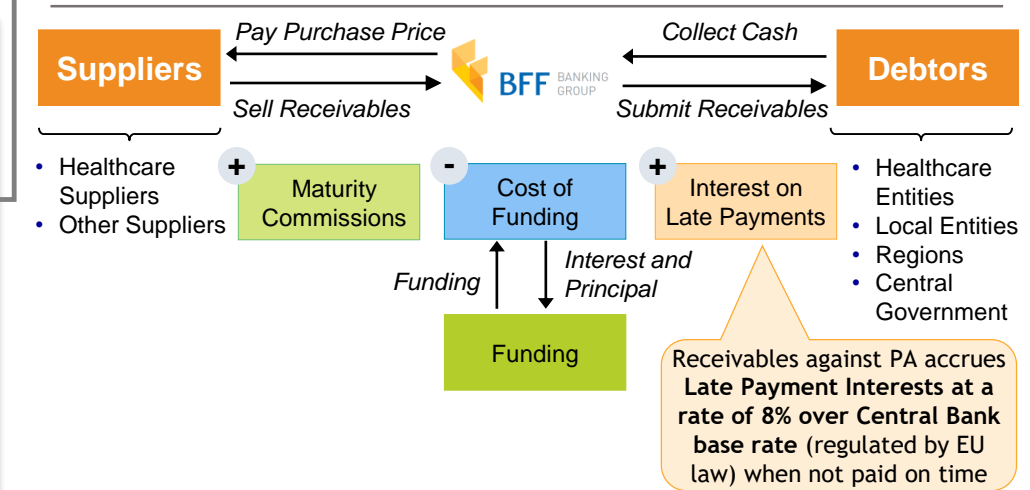 Pay Purchase Price
Collect Cash
Suppliers
BFF BANKING
GROUP
Debtors
Sell Receivables
Submit Receivables
• Healthcare
Suppliers
• Other Suppliers
+
Maturity
Commissions
-
Cost of
Funding
+
Interest on
Late Payments
• Healthcare
Entities
• Local Entities
• Regions
• Central
Government
Funding
Interest and
Principal
Funding
Receivables against PA accrues
Late Payment Interests at a
rate of 8% over Central Bank
base rate (regulated by EU
law) when not paid on time